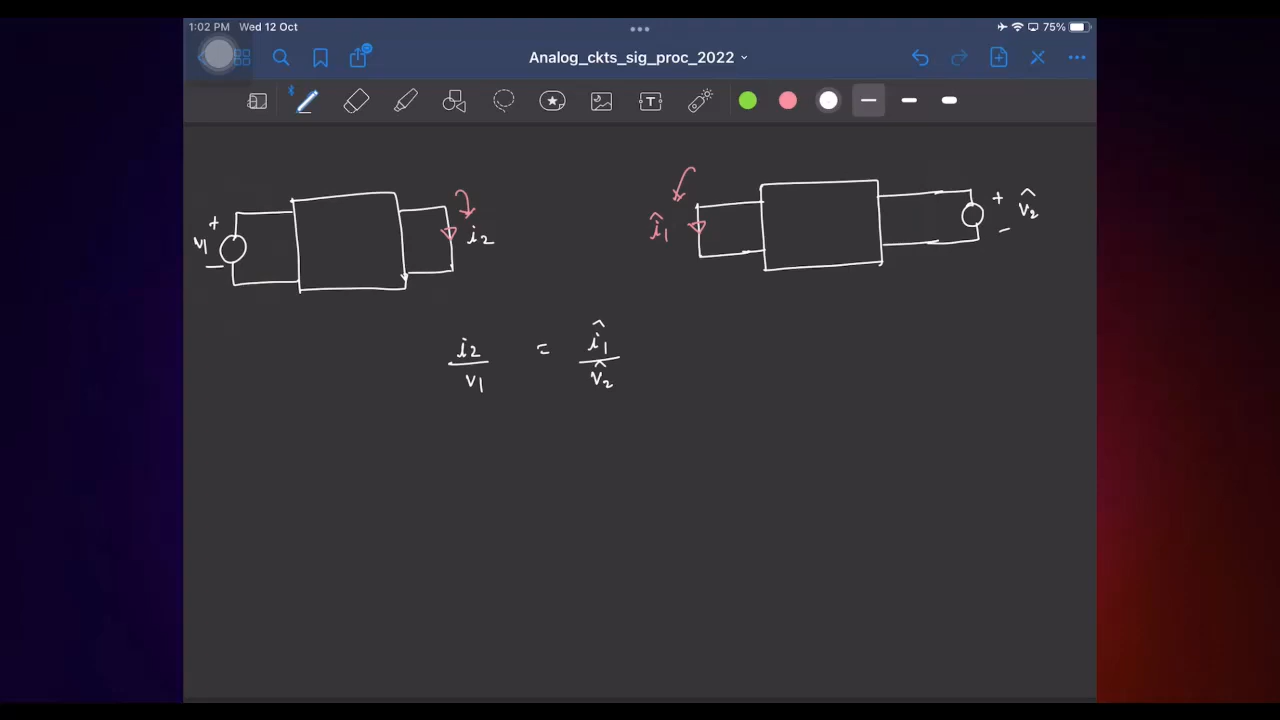 1:02 PM Wed 12 Oct
75%
Analog_ckts_sig_proc_2022
T
+
v1
−
i2
î1
+
v̂2
−
i2/v1 = î1/v̂2